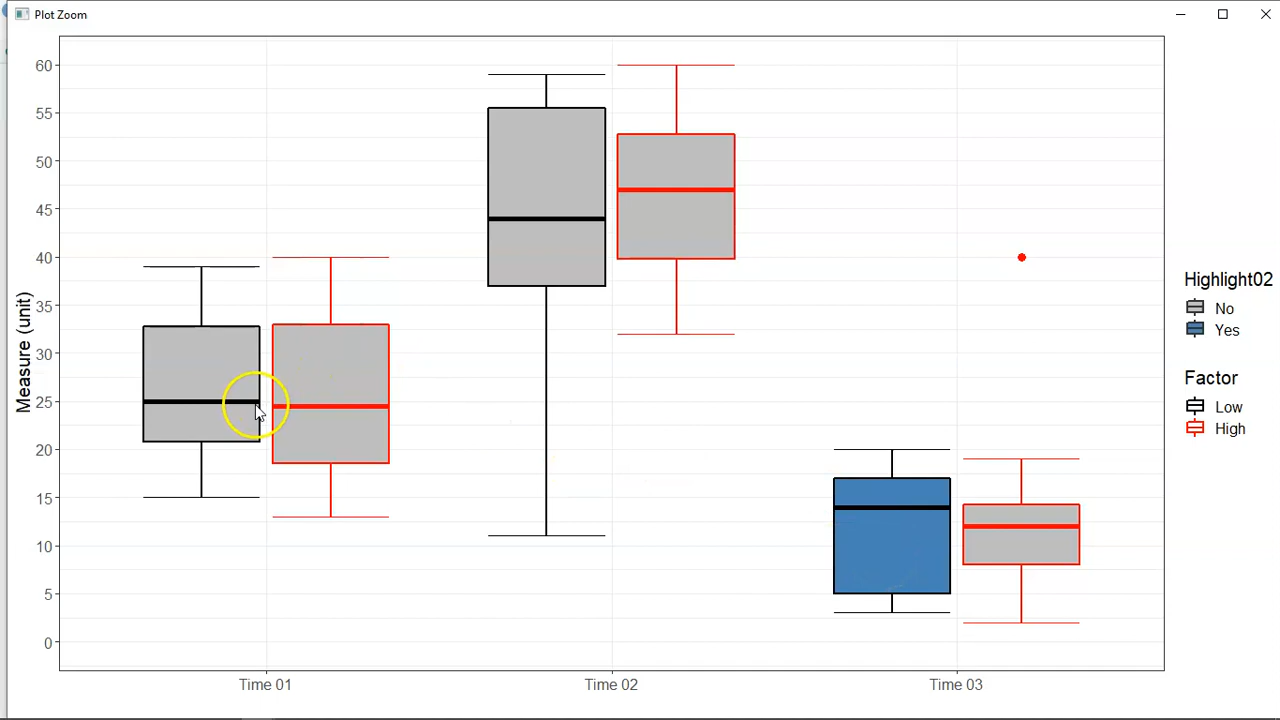 Plot Zoom
60
55
50
45
40
35
30
25
20
15
10
5
0
Measure (unit)
Time 01
Time 02
Time 03
Highlight02
No
Yes
Factor
Low
High